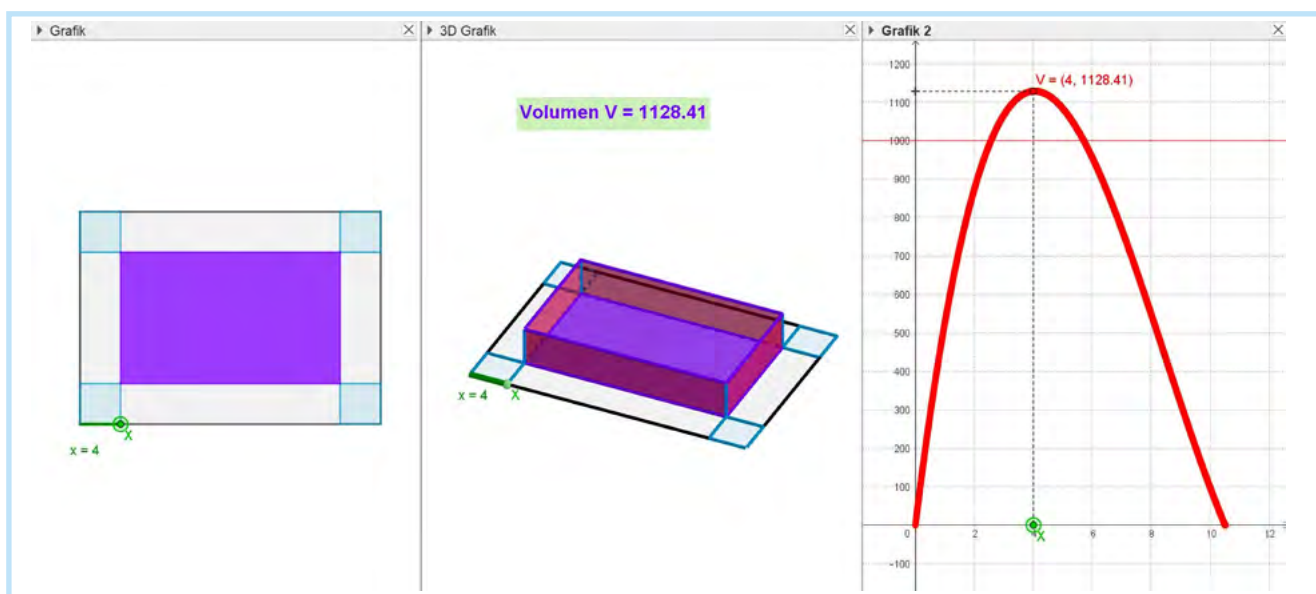 Grafik
3D Grafik
Grafik 2
Volumen V = 1128.41
x = 4
X
x = 4
X
V = (4, 1128.41)
1200
1100
1000
900
800
700
600
500
400
300
200
100
0
2
4
6
8
10
12
X
−100